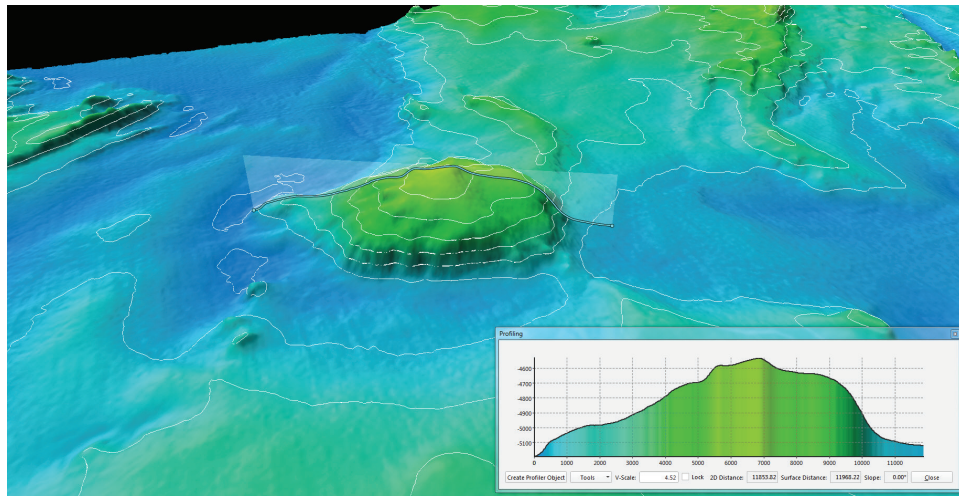 Profiling
-4600
-4700
-4800
-4900
-5000
-5100
0 1000 2000 3000 4000 5000 6000 7000 8000 9000 10000 11000
Create Profiler Object Tools V-Scale: 4.52 Lock 2D Distance: 11853.82 Surface Distance: 11968.22 Slope: 0.00° Close